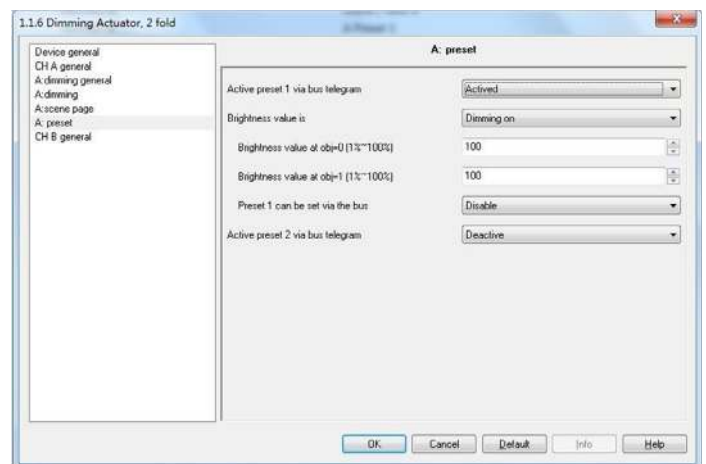 1.1.6 Dimming Actuator, 2 fold
Device general
CH A general
A:dimming general
A:dimming
A:scene page
A: preset
CH B general
A: preset
Active preset 1 via bus telegram
Actived
Brightness value is
Dimming on
Brightness value at obj=0 (1%~100%)
100
Brightness value at obj=1 (1%~100%)
100
Preset 1 can be set via the bus
Disable
Active preset 2 via bus telegram
Deactive
OK
Cancel
Default
Info
Help